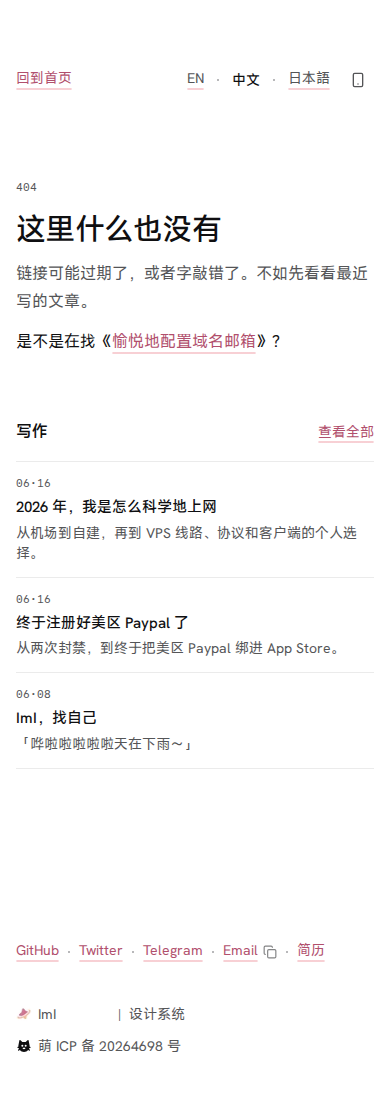 回到首页 EN · 中文 · 日本語
404
这里什么也没有
链接可能过期了，或者字敲错了。不如先看看最近
写的文章。
是不是在找《愉悦地配置域名邮箱》？
写作 查看全部
06·16
2026 年，我是怎么科学地上网
从机场到自建，再到 VPS 线路、协议和客户端的个人选
择。
06·16
终于注册好美区 Paypal 了
从两次封禁，到终于把美区 Paypal 绑进 App Store。
06·08
lml，找自己
「哗啦啦啦啦啦天在下雨～」
GitHub · Twitter · Telegram · Email · 简历
lml | 设计系统
萌 ICP 备 20264698 号